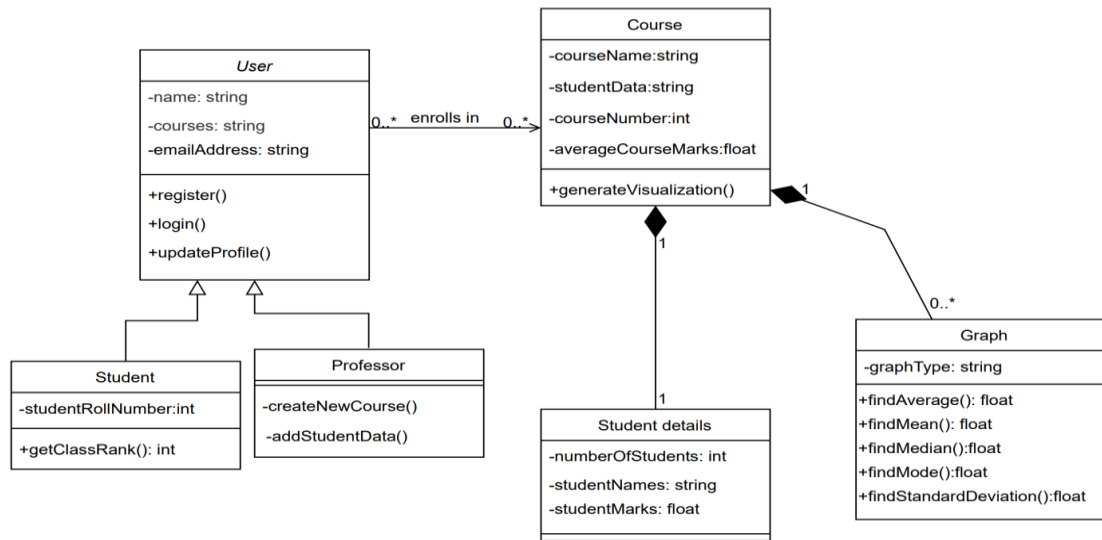 User
-name: string
-courses: string
-emailAddress: string
+register()
+login()
+updateProfile()
0..* enrolls in 0..*
Course
-courseName:string
-studentData:string
-courseNumber:int
-averageCourseMarks:float
+generateVisualization()
1
1
0..*
1
Student
-studentRollNumber:int
+getClassRank(): int
Professor
-createNewCourse()
-addStudentData()
Student details
-numberOfStudents: int
-studentNames: string
-studentMarks: float
Graph
-graphType: string
+findAverage(): float
+findMean(): float
+findMedian():float
+findMode():float
+findStandardDeviation():float